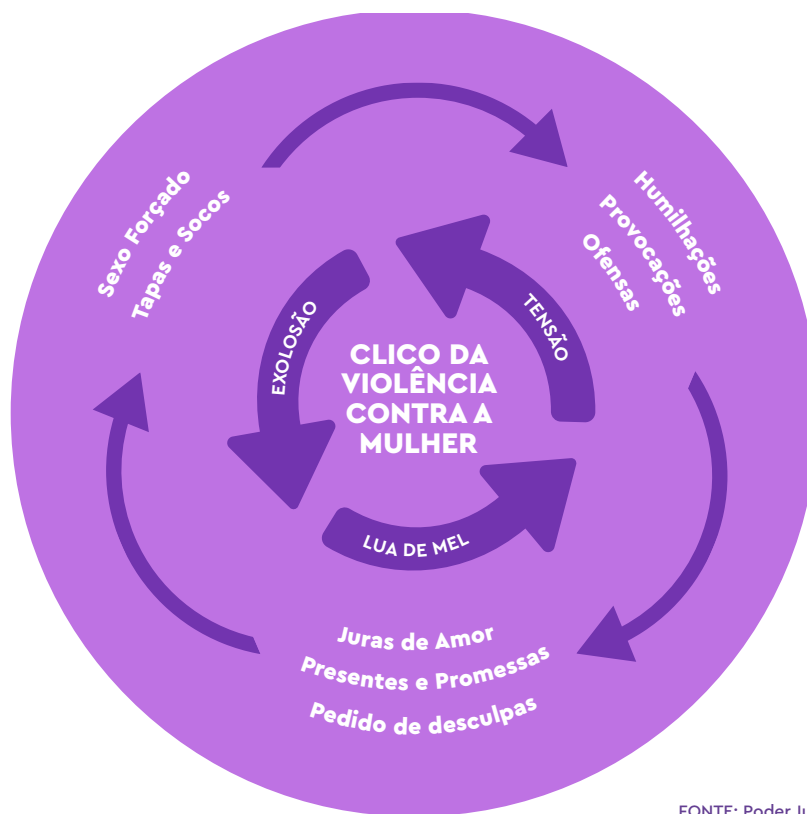 Sexo Forçado
Tapas e Socos
Humilhações
Provocações
Ofensas
EXOLOSÃO
TENSÃO
CLICO DA
VIOLÊNCIA
CONTRA A
MULHER
LUA DE MEL
Juras de Amor
Presentes e Promessas
Pedido de desculpas
FONTE: Poder